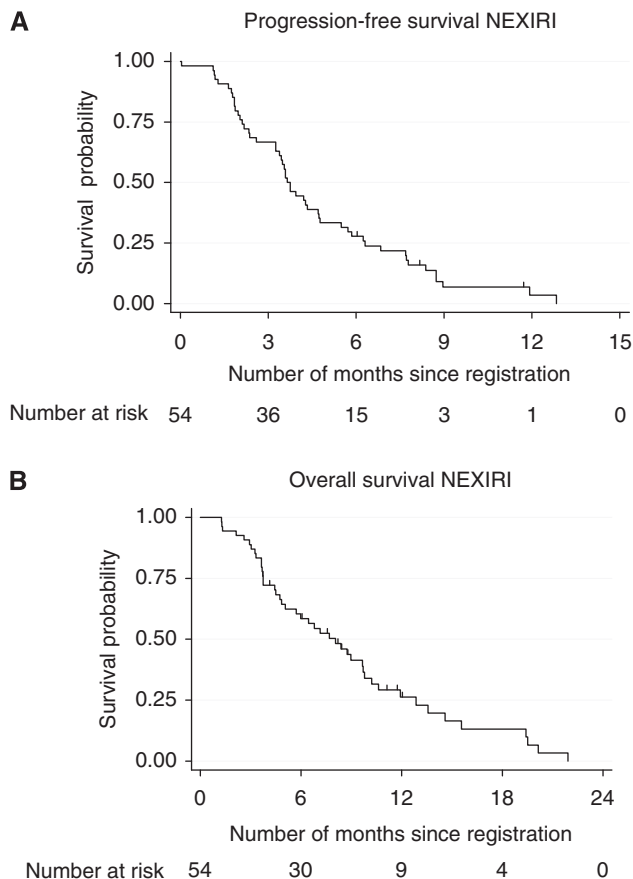 A
Progression-free survival NEXIRI
Survival probability
1.00
0.75
0.50
0.25
0.00
0 3 6 9 12 15
Number of months since registration
Number at risk 54 36 15 3 1 0
B
Overall survival NEXIRI
Survival probability
1.00
0.75
0.50
0.25
0.00
0 6 12 18 24
Number of months since registration
Number at risk 54 30 9 4 0